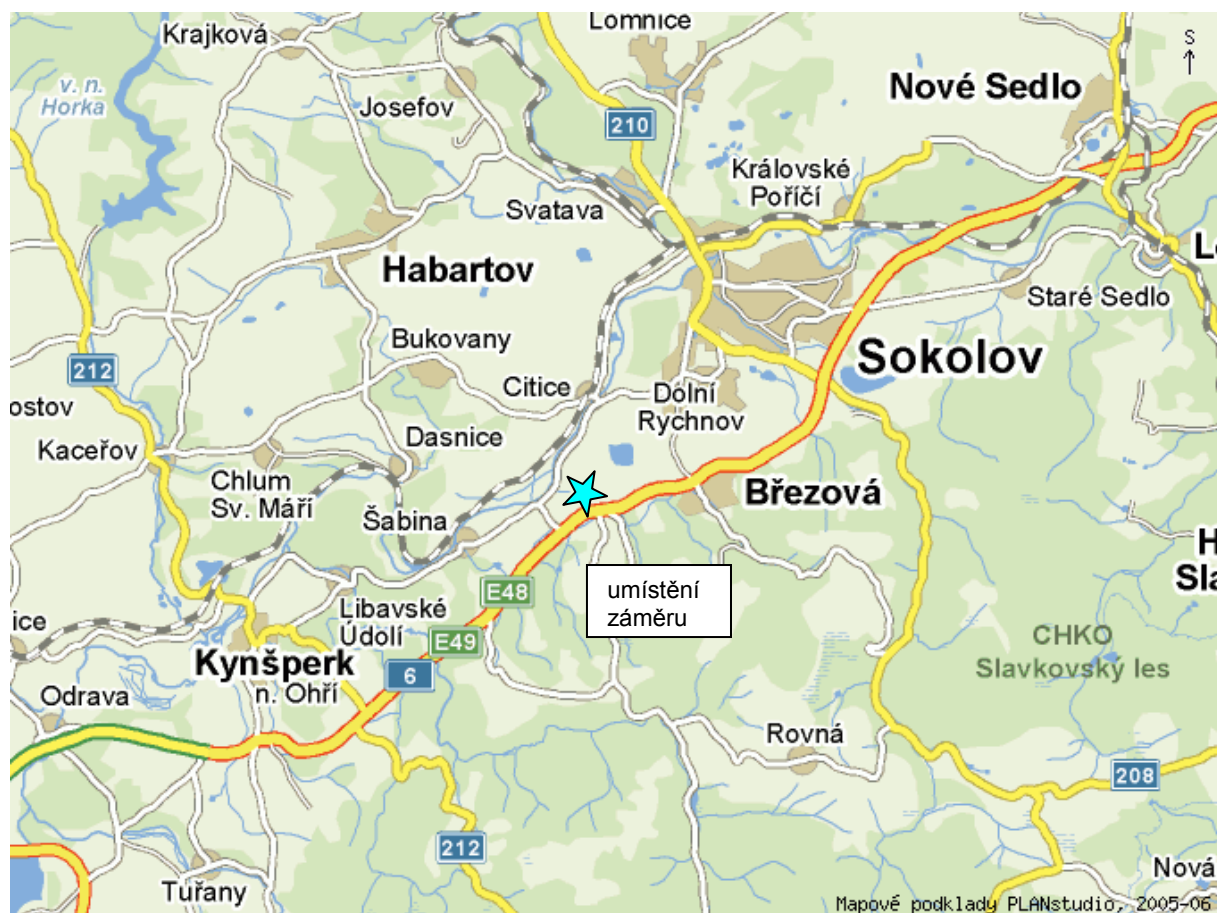 Lomnice
Krajková
S
v. n.
Horka
Nové Sedlo
Josefov
210
Královské
Poříčí
Svatava
Habartov
Staré Sedlo
Bukovany
Sokolov
212
Citice
Dolní
Rychnov
ostov
Kaceřov
Dasnice
Chlum
Sv. Máří
Březová
Šabina
H
Sla
umístění
záměru
E48
Libavské
Údolí
ice
E49
CHKO
Slavkovský les
Kynšperk
n. Ohří
6
Odrava
Rovná
208
212
Nová
Tuřany
Mapové podklady PLANstudio, 2005-06